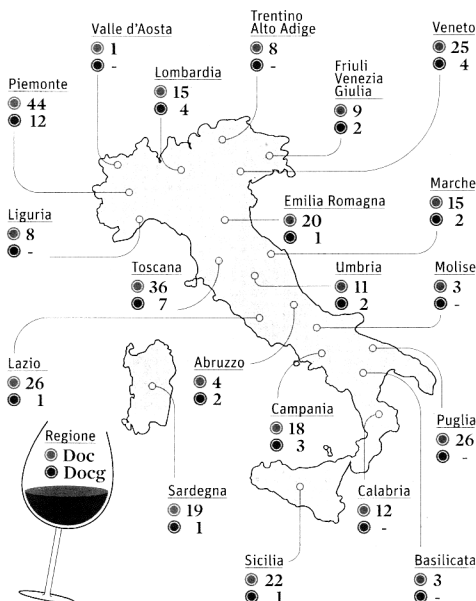 Valle d'Aosta
1
-
Trentino
Alto Adige
8
-
Veneto
25
4
Piemonte
44
12
Lombardia
15
4
Friuli
Venezia
Giulia
9
2
Marche
15
2
Emilia Romagna
20
1
Liguria
8
-
Toscana
36
7
Umbria
11
2
Molise
3
-
Lazio
26
1
Abruzzo
4
2
Campania
18
3
Puglia
26
-
Regione
Doc
Docg
Sardegna
19
1
Calabria
12
-
Sicilia
22
1
Basilicata
3
-